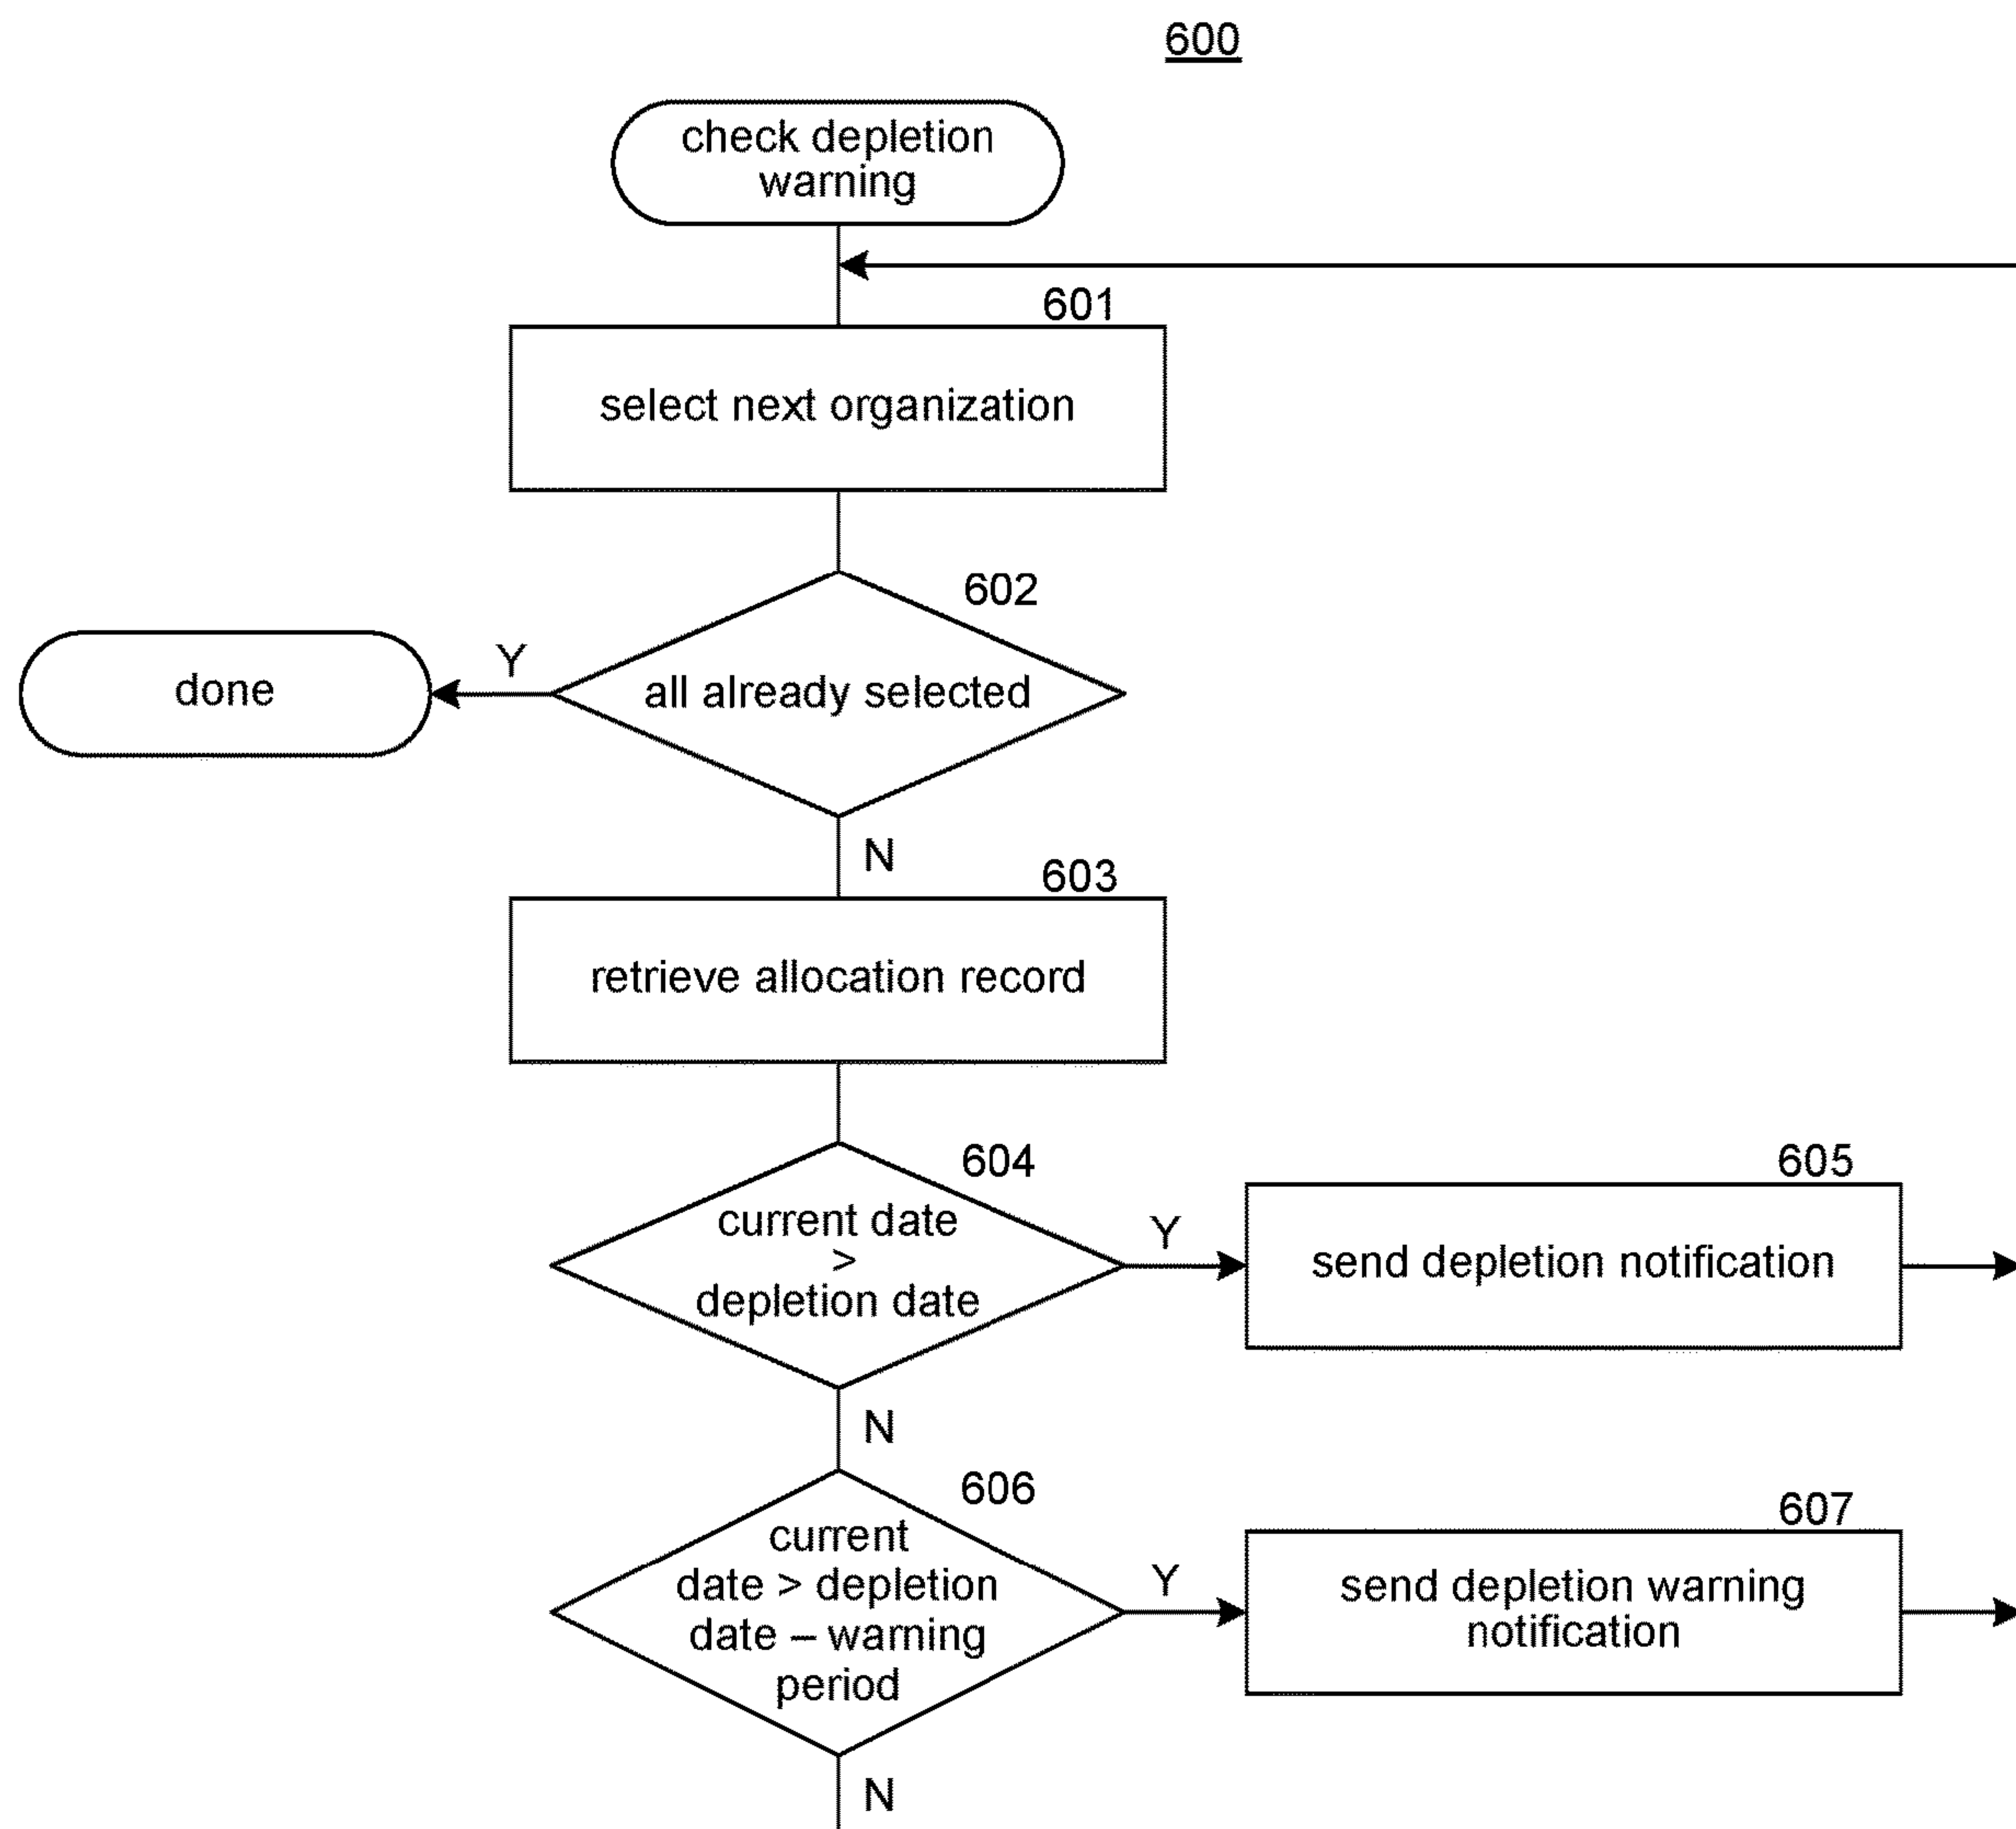 600
check depletion
warning
601
select next organization
602
all already selected
Y
done
N
603
retrieve allocation record
604
current date
>
depletion date
Y
605
send depletion notification
N
606
current
date > depletion
date – warning
period
Y
607
send depletion warning
notification
N